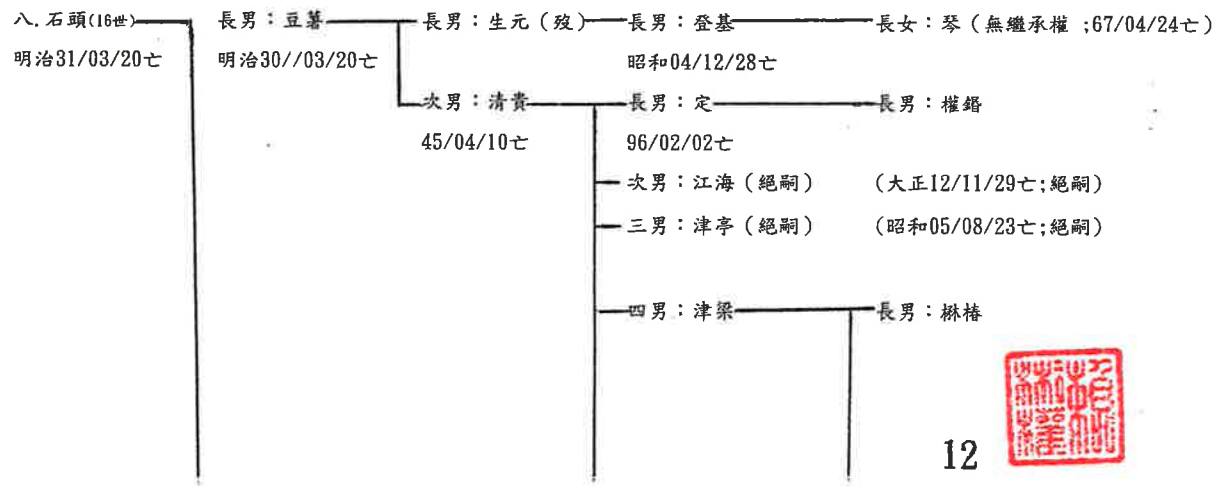 八.石頭(16世) 長男：豆薯 長男：生元（歿） 長男：登基 長女：琴（無繼承權 ;67/04/24亡）
明治31/03/20亡 明治30//03/20亡 昭和04/12/28亡
次男：清貴 長男：定 長男：權鍲
45/04/10亡 96/02/02亡
次男：江海（絕嗣） (大正12/11/29亡;絕嗣)
三男：津亭（絕嗣） (昭和05/08/23亡;絕嗣)
四男：津梁 長男：楙椿
12